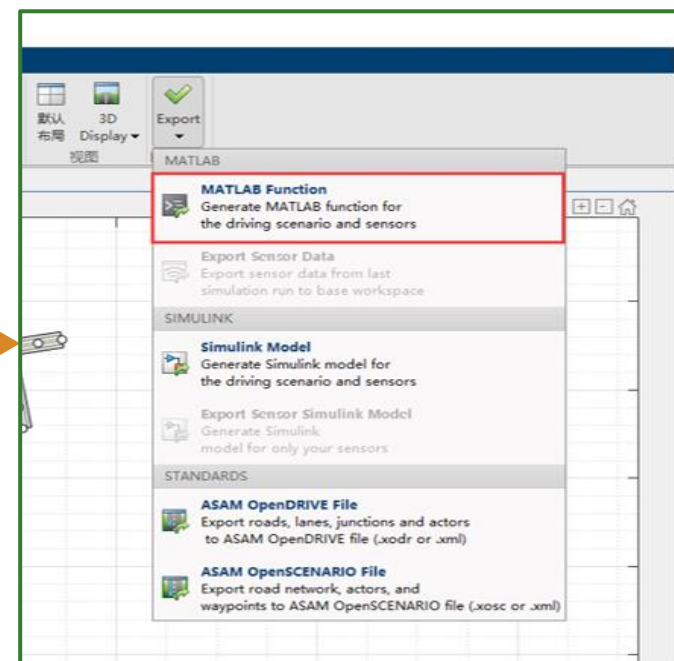 默认
布局
3D
Display
Export
视图
MATLAB
MATLAB Function
Generate MATLAB function for
the driving scenario and sensors
Export Sensor Data
Export sensor data from last
simulation run to base workspace
SIMULINK
Simulink Model
Generate Simulink model for
the driving scenario and sensors
Export Sensor Simulink Model
Generate Simulink
model for only your sensors
STANDARDS
ASAM OpenDRIVE File
Export roads, lanes, junctions and actors
to ASAM OpenDRIVE file (.xodr or .xml)
ASAM OpenSCENARIO File
Export road network, actors, and
waypoints to ASAM OpenSCENARIO file (.xosc or .xml)